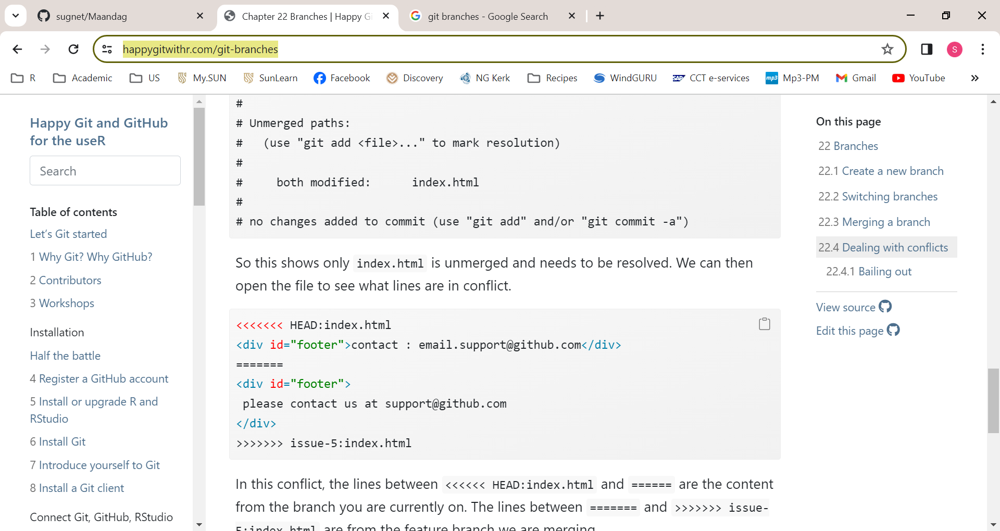 sugnet/Maandag
Chapter 22 Branches | Happy Gi
git branches - Google Search
happygitwithr.com/git-branches
S
R
Academic
US
My.SUN
SunLearn
Facebook
Discovery
NG Kerk
Recipes
WindGURU
SAP CCT e-services
mp3 Mp3-PM
Gmail
YouTube
»
Happy Git and GitHub
for the useR
Search
Table of contents
Let’s Git started
1 Why Git? Why GitHub?
2 Contributors
3 Workshops
Installation
Half the battle
4 Register a GitHub account
5 Install or upgrade R and
RStudio
6 Install Git
7 Introduce yourself to Git
8 Install a Git client
Connect Git, GitHub, RStudio
#
# Unmerged paths:
#   (use "git add <file>..." to mark resolution)
#
#     both modified:      index.html
#
# no changes added to commit (use "git add" and/or "git commit -a")
So this shows only index.html is unmerged and needs to be resolved. We can then
open the file to see what lines are in conflict.
<<<<<<< HEAD:index.html
<div id="footer">contact : email.support@github.com</div>
=======
<div id="footer">
 please contact us at support@github.com
</div>
>>>>>>> issue-5:index.html
In this conflict, the lines between <<<<<< HEAD:index.html and ====== are the content
from the branch you are currently on. The lines between ======= and >>>>>>> issue-
5:index.html are from the feature branch we are merging.
On this page
22 Branches
22.1 Create a new branch
22.2 Switching branches
22.3 Merging a branch
22.4 Dealing with conflicts
22.4.1 Bailing out
View source
Edit this page